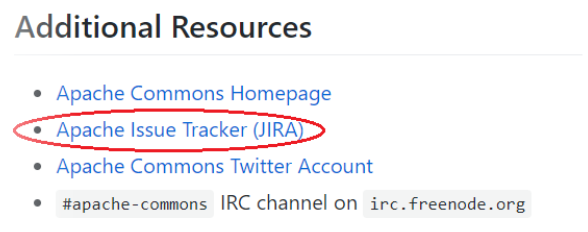 Additional Resources
Apache Commons Homepage
Apache Issue Tracker (JIRA)
Apache Commons Twitter Account
#apache-commons IRC channel on irc.freenode.org